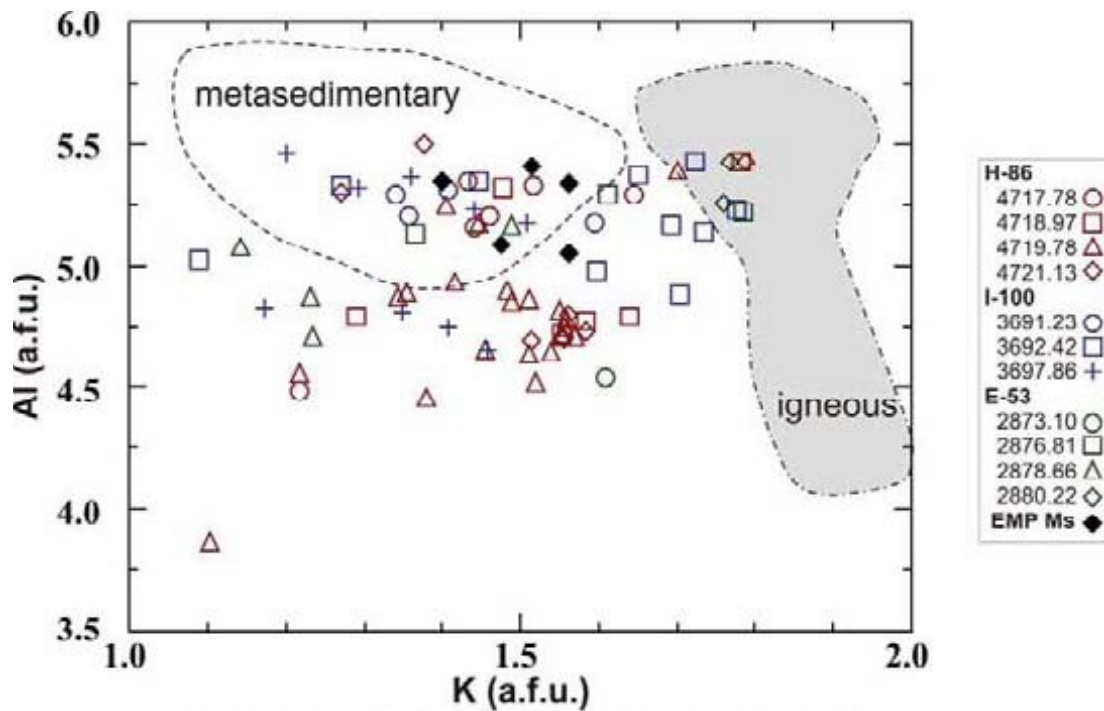 6.0
5.5
5.0
4.5
4.0
3.5
Al (a.f.u.)
metasedimentary
igneous
1.0
1.5
2.0
K (a.f.u.)
H-86
4717.78
4718.97
4719.78
4721.13
I-100
3691.23
3692.42
3697.86
E-53
2873.10
2876.81
2878.66
2880.22
EMP Ms